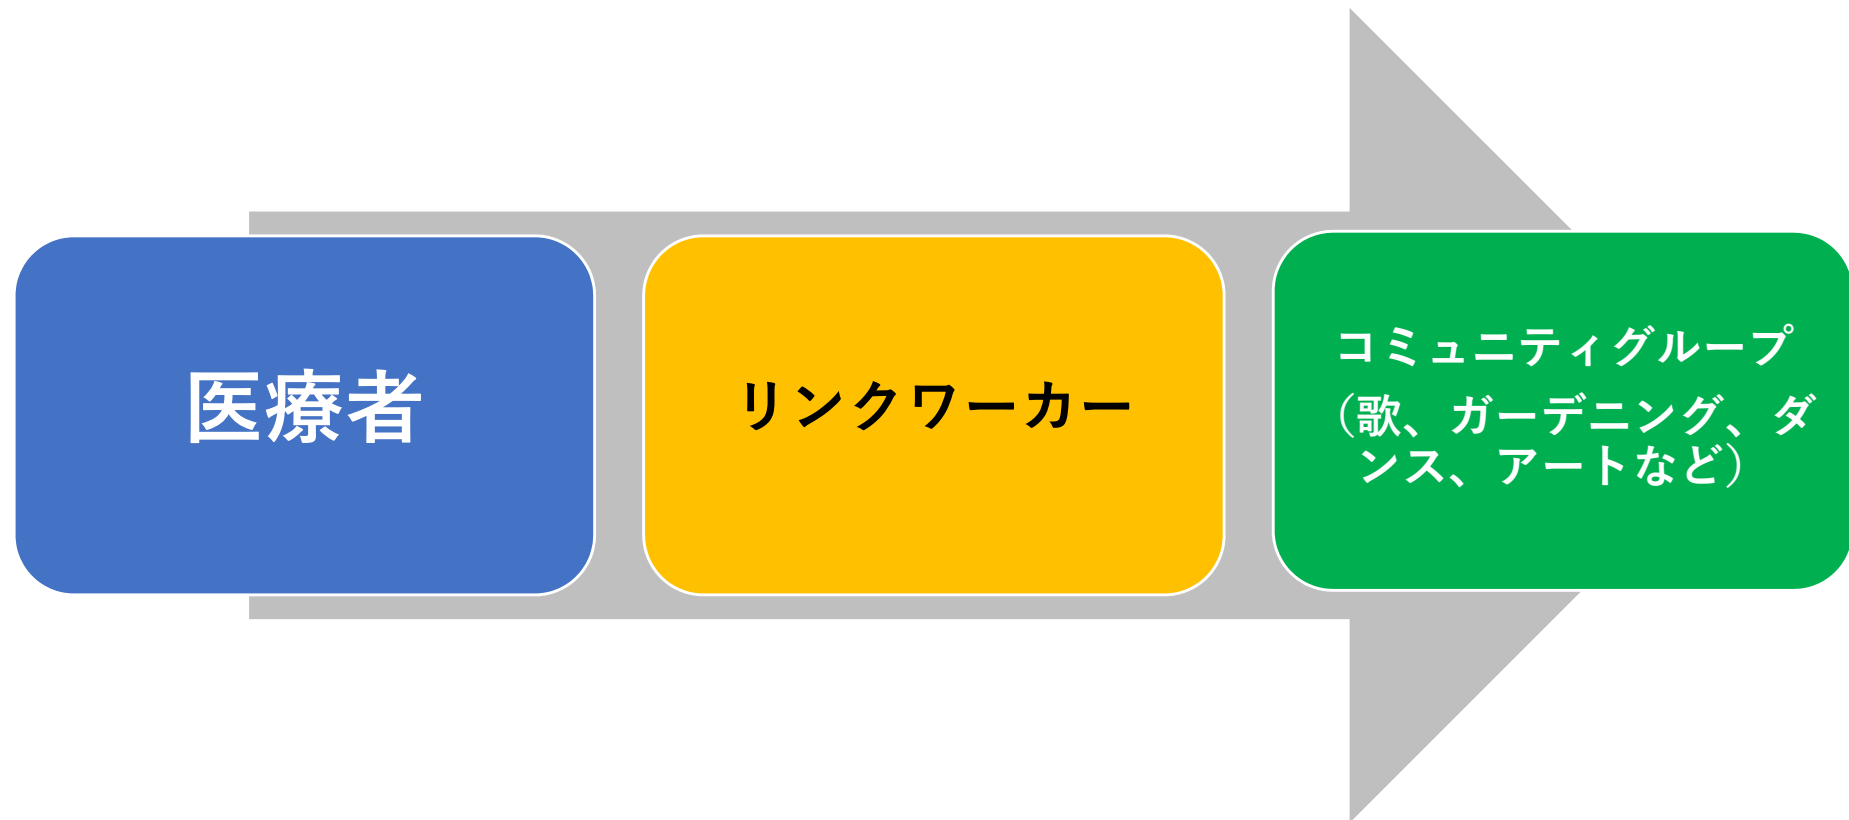 医療者
リンクワーカー
コミュニティグループ
（歌、ガーデニング、ダ
ンス、アートなど）